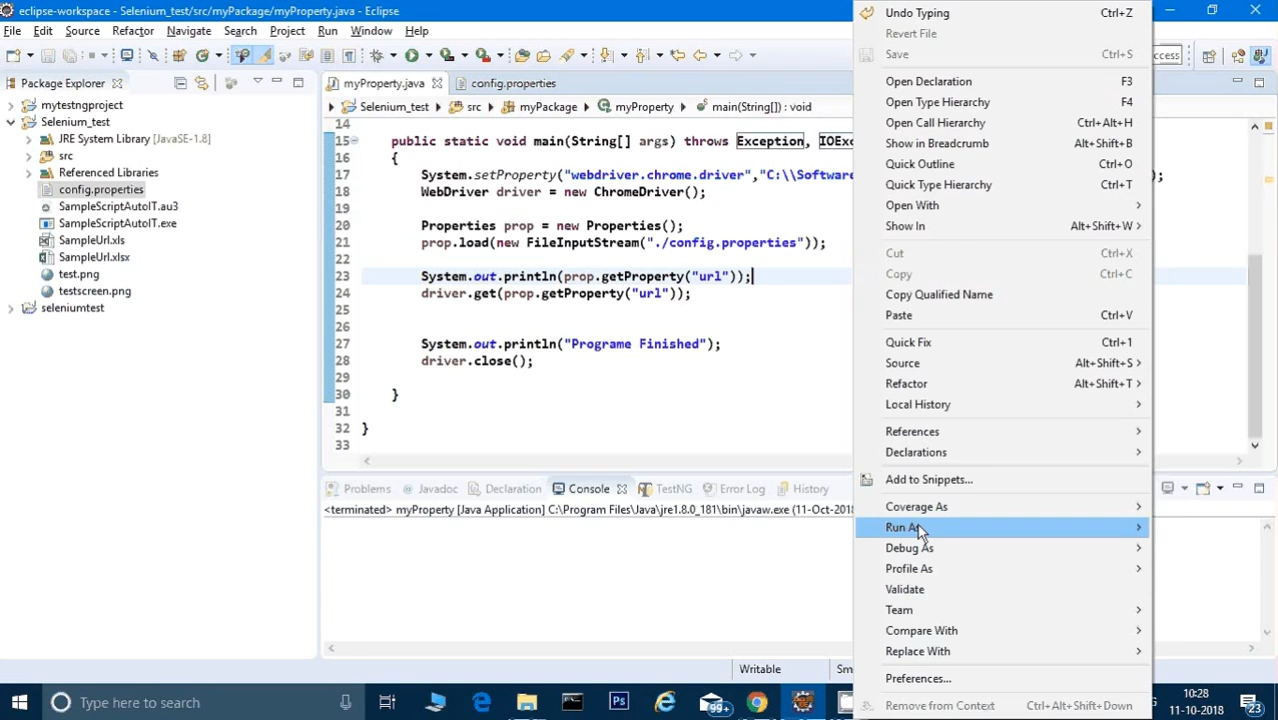 eclipse-workspace - Selenium_test/src/myPackage/myProperty.java - Eclipse
File Edit Source Refactor Navigate Search Project Run Window Help
Package Explorer
mytestngproject
Selenium_test
JRE System Library [JavaSE-1.8]
src
Referenced Libraries
config.properties
SampleScriptAutoIT.au3
SampleScriptAutoIT.exe
SampleUrl.xls
SampleUrl.xlsx
test.png
testscreen.png
seleniumtest
myProperty.java config.properties
Selenium_test src myPackage myProperty main(String[]) : void
14
15 public static void main(String[] args) throws Exception, IOExc
16 {
17 System.setProperty("webdriver.chrome.driver","C:\\Software );
18 WebDriver driver = new ChromeDriver();
19
20 Properties prop = new Properties();
21 prop.load(new FileInputStream("./config.properties"));
22
23 System.out.println(prop.getProperty("url"));
24 driver.get(prop.getProperty("url"));
25
26
27 System.out.println("Programe Finished");
28 driver.close();
29
30 }
31
32 }
33
Problems Javadoc Declaration Console TestNG Error Log History
<terminated> myProperty [Java Application] C:\Program Files\Java\jre1.8.0_181\bin\javaw.exe (11-Oct-2018
Writable Sm
Undo Typing Ctrl+Z
Revert File
Save Ctrl+S
Open Declaration F3
Open Type Hierarchy F4
Open Call Hierarchy Ctrl+Alt+H
Show in Breadcrumb Alt+Shift+B
Quick Outline Ctrl+O
Quick Type Hierarchy Ctrl+T
Open With
Show In Alt+Shift+W
Cut Ctrl+X
Copy Ctrl+C
Copy Qualified Name
Paste Ctrl+V
Quick Fix Ctrl+1
Source Alt+Shift+S
Refactor Alt+Shift+T
Local History
References
Declarations
Add to Snippets...
Coverage As
Run As
Debug As
Profile As
Validate
Team
Compare With
Replace With
Preferences...
Remove from Context Ctrl+Alt+Shift+Down
ccess
Type here to search
99+
Ps
G
10:28
11-10-2018
23